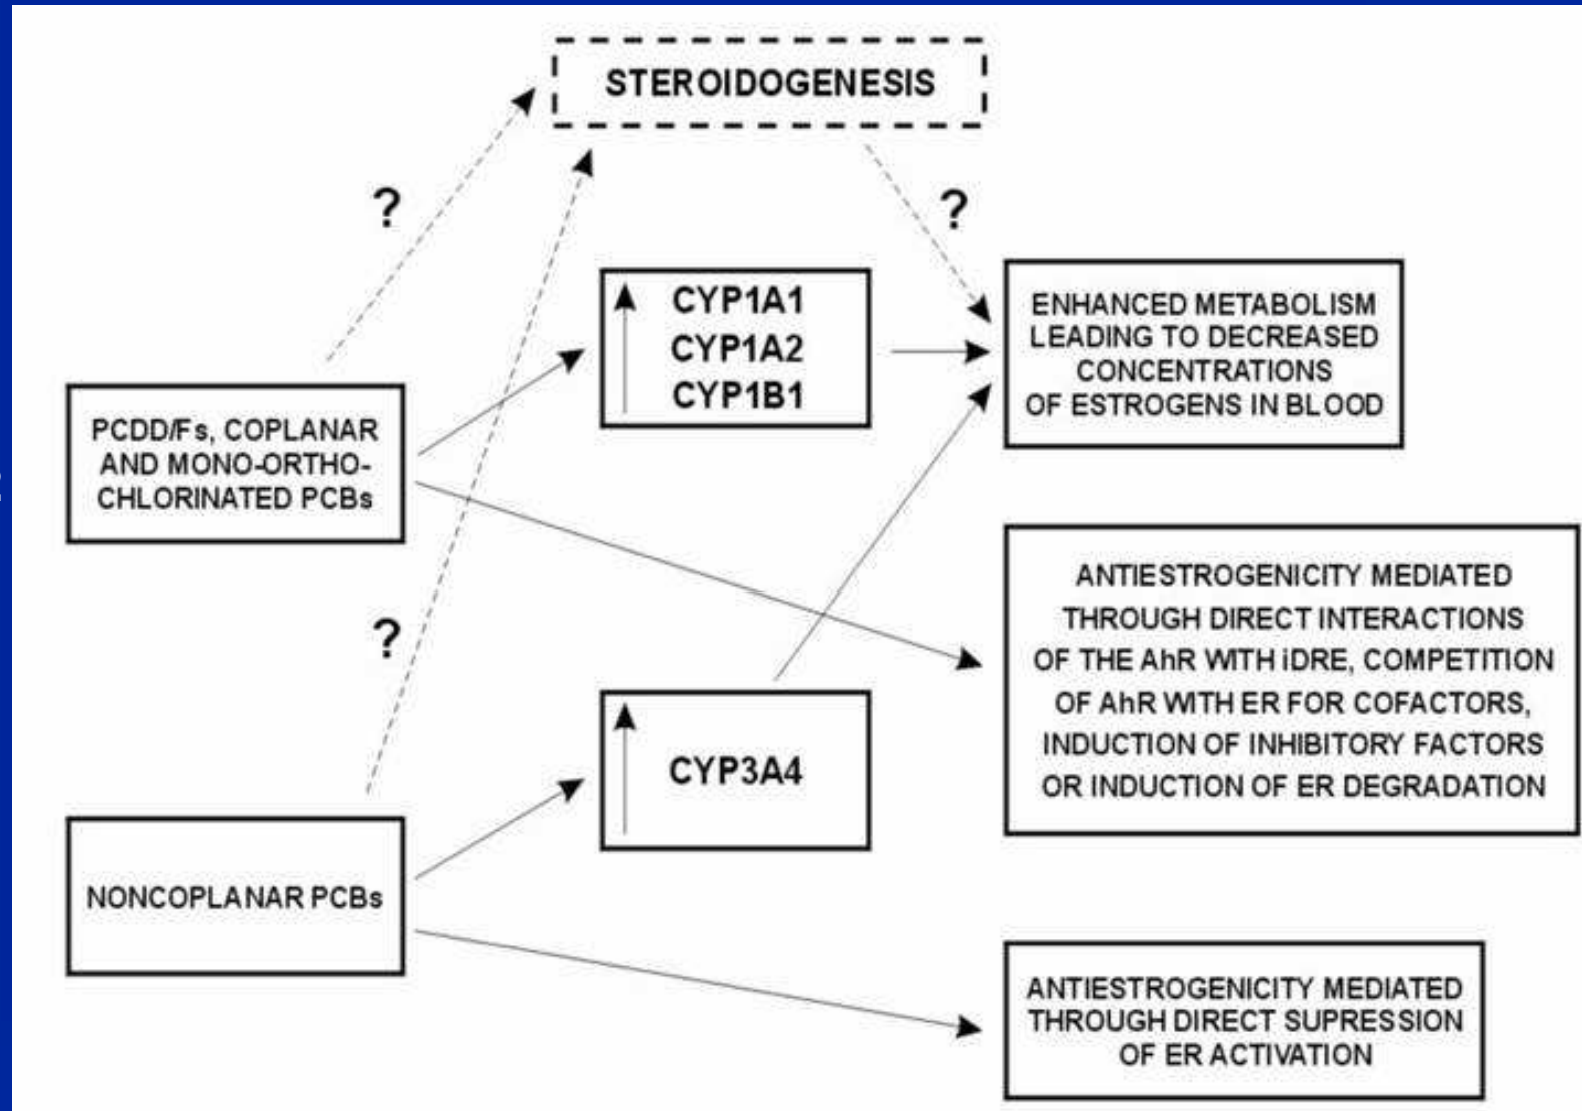 STEROIDOGENESIS
?
?
CYP1A1
CYP1A2
CYP1B1
ENHANCED METABOLISM
LEADING TO DECREASED
CONCENTRATIONS
OF ESTROGENS IN BLOOD
PCDD/Fs, COPLANAR
AND MONO-ORTHO-
CHLORINATED PCBs
ANTIESTROGENICITY MEDIATED
THROUGH DIRECT INTERACTIONS
OF THE AhR WITH iDRE, COMPETITION
OF AhR WITH ER FOR COFACTORS,
INDUCTION OF INHIBITORY FACTORS
OR INDUCTION OF ER DEGRADATION
?
CYP3A4
NONCOPLANAR PCBs
ANTIESTROGENICITY MEDIATED
THROUGH DIRECT SUPRESSION
OF ER ACTIVATION